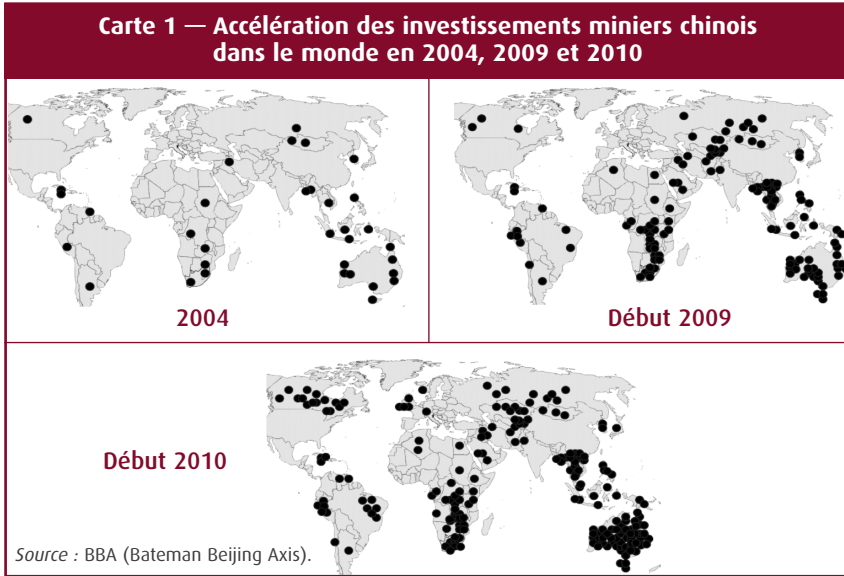 Carte 1 — Accélération des investissements miniers chinois
dans le monde en 2004, 2009 et 2010
2004
Début 2009
Début 2010
Source : BBA (Bateman Beijing Axis).